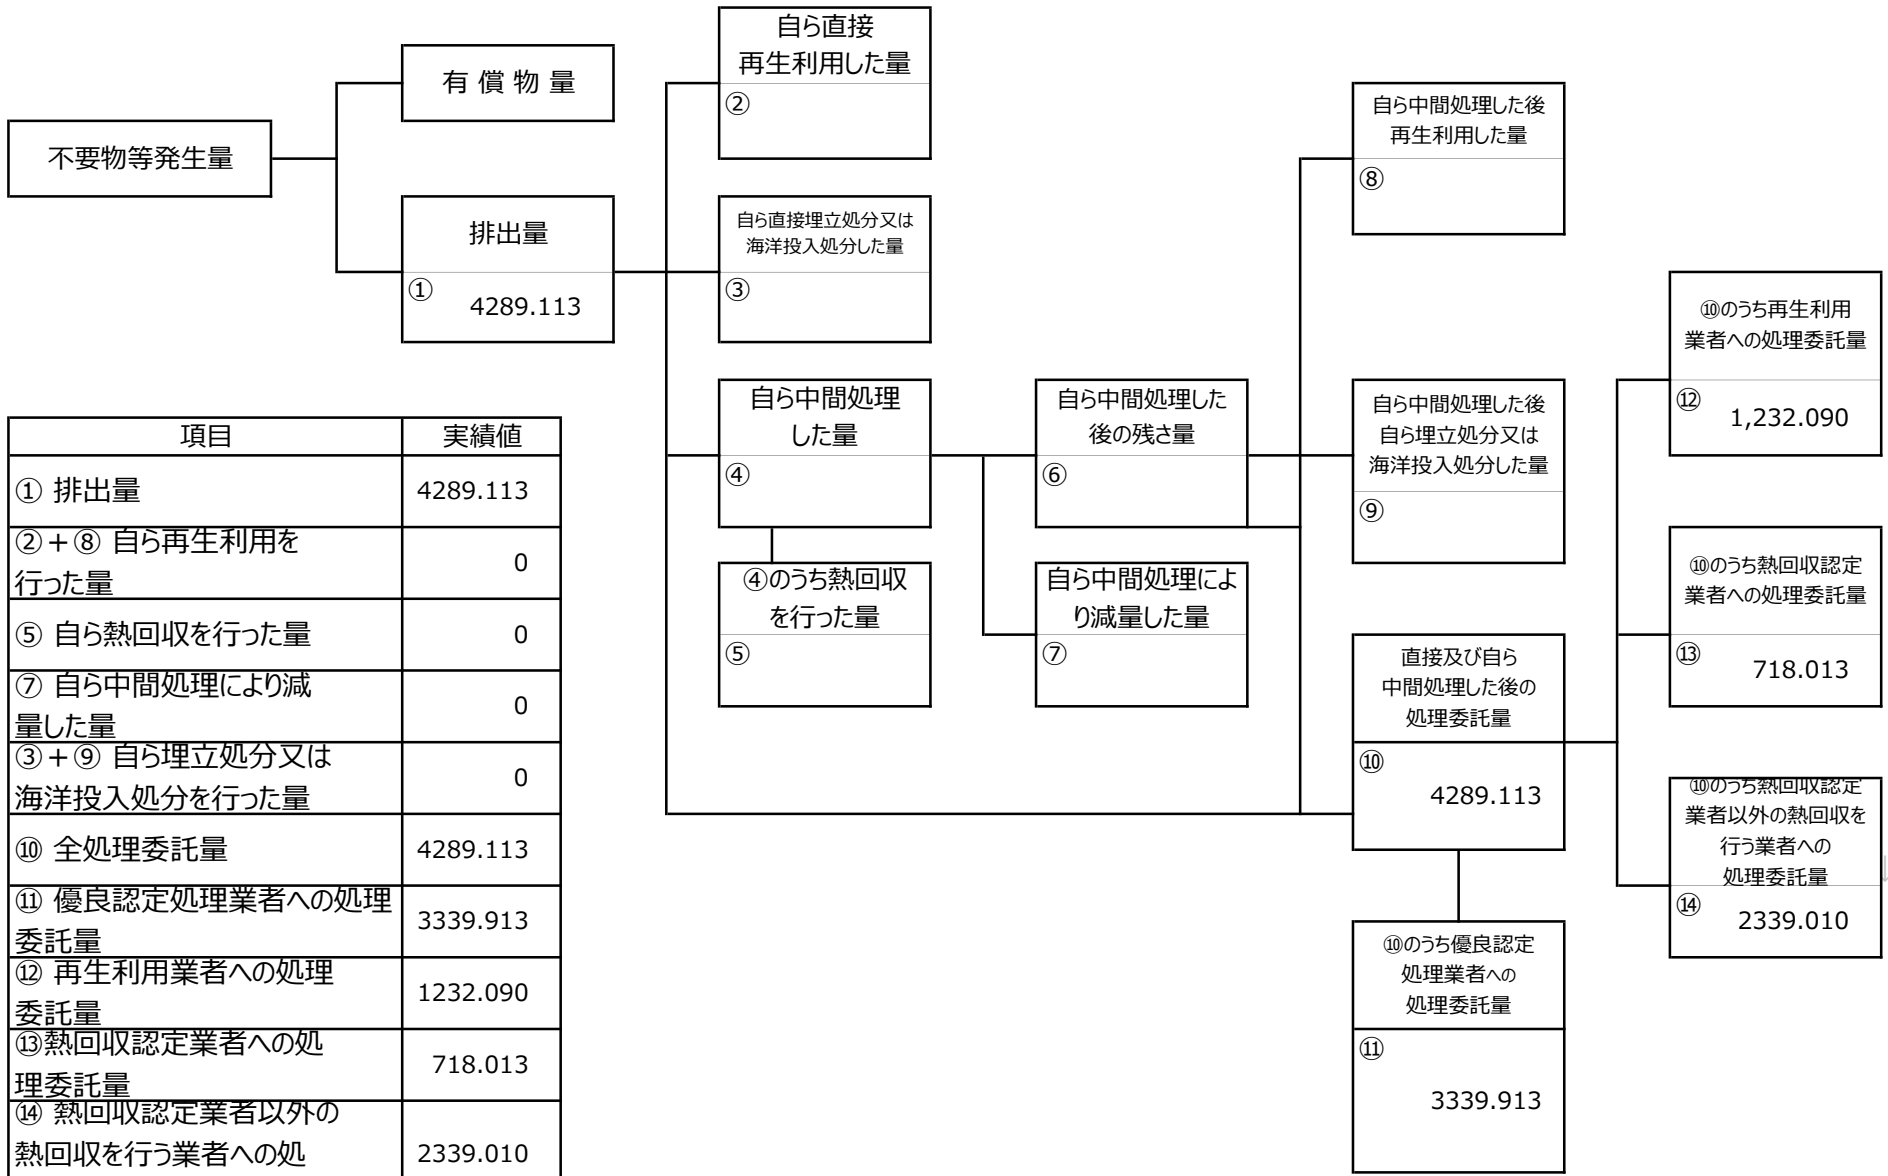 不要物等発生量
有 償 物 量
排出量
①
4289.113
自ら直接
再生利用した量
②
自ら直接埋立処分又は
海洋投入処分した量
③
自ら中間処理
した量
④
④のうち熱回収
を行った量
⑤
自ら中間処理した
後の残さ量
⑥
自ら中間処理によ
り減量した量
⑦
自ら中間処理した後
再生利用した量
⑧
自ら中間処理した後
自ら埋立処分又は
海洋投入処分した量
⑨
直接及び自ら
中間処理した後の
処理委託量
⑩
4289.113
⑩のうち優良認定
処理業者への
処理委託量
⑪
3339.913
⑩のうち再生利用
業者への処理委託量
⑫
1,232.090
⑩のうち熱回収認定
業者への処理委託量
⑬
718.013
⑩のうち熱回収認定
業者以外の熱回収を
行う業者への
処理委託量
⑭
2339.010
項目 実績値
① 排出量 4289.113
②+⑧ 自ら再生利用を
行った量 0
⑤ 自ら熱回収を行った量 0
⑦ 自ら中間処理により減
量した量 0
③+⑨ 自ら埋立処分又は
海洋投入処分を行った量 0
⑩ 全処理委託量 4289.113
⑪ 優良認定処理業者への処理
委託量 3339.913
⑫ 再生利用業者への処理
委託量 1232.090
⑬熱回収認定業者への処
理委託量 718.013
⑭ 熱回収認定業者以外の
熱回収を行う業者への処 2339.010